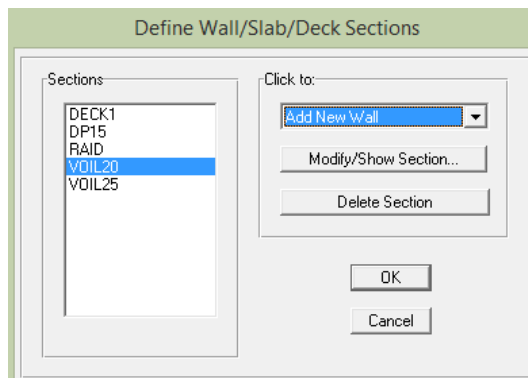 Define Wall/Slab/Deck Sections
Sections
DECK1
DP15
RAID
VOIL20
VOIL25
Click to:
Add New Wall
Modify/Show Section...
Delete Section
OK
Cancel